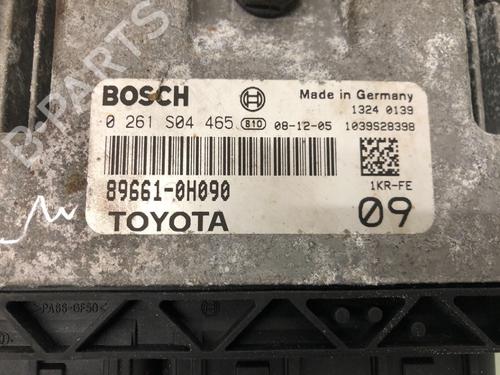 B-PARTS
BOSCH
Made in Germany
1324 0139
0 261 S04 465 810 08-12-05 1039S28398
89661-0H090
1KR-FE
TOYOTA
09
>PA66-GF50<